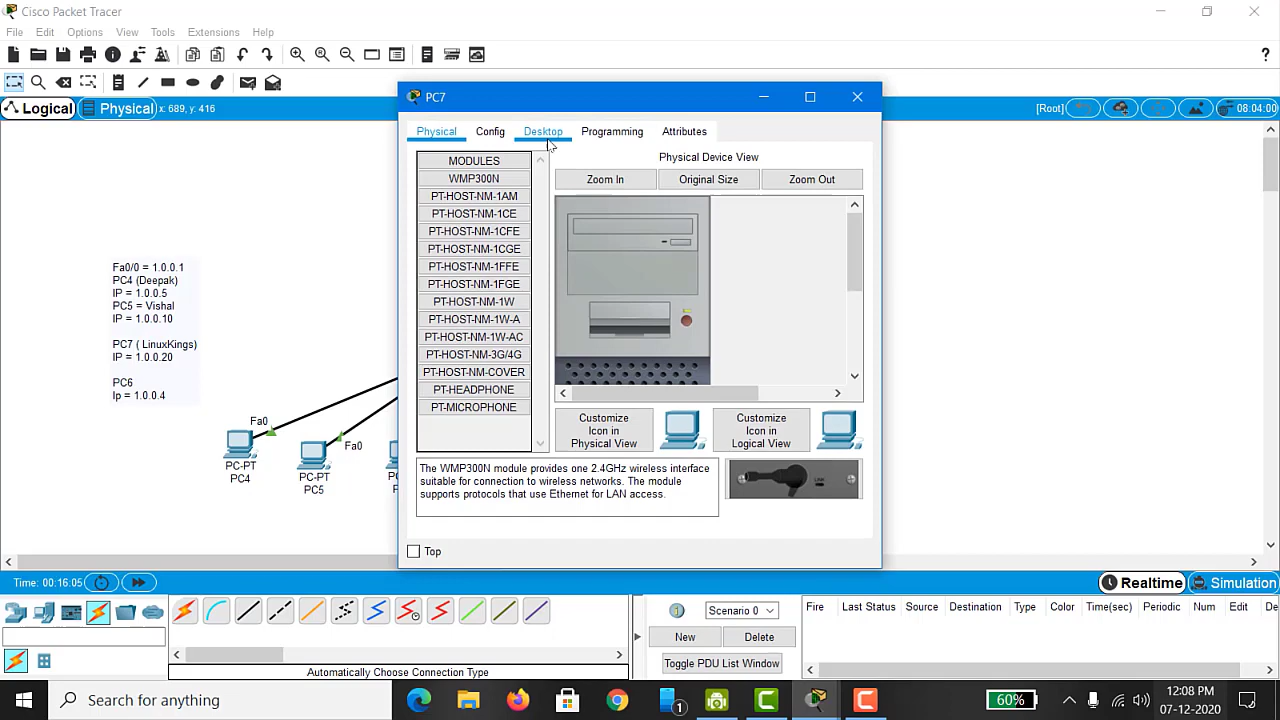 Cisco Packet Tracer
File Edit Options View Tools Extensions Help
?
Logical Physical x: 689, y: 416 [Root] 08:04:00
PC7
Physical Config Desktop Programming Attributes
MODULES
WMP300N
PT-HOST-NM-1AM
PT-HOST-NM-1CE
PT-HOST-NM-1CFE
PT-HOST-NM-1CGE
PT-HOST-NM-1FFE
PT-HOST-NM-1FGE
PT-HOST-NM-1W
PT-HOST-NM-1W-A
PT-HOST-NM-1W-AC
PT-HOST-NM-3G/4G
PT-HOST-NM-COVER
PT-HEADPHONE
PT-MICROPHONE
Physical Device View
Zoom In Original Size Zoom Out
Customize
Icon in
Physical View
Customize
Icon in
Logical View
The WMP300N module provides one 2.4GHz wireless interface
suitable for connection to wireless networks. The module
supports protocols that use Ethernet for LAN access.
Top
Fa0/0 = 1.0.0.1
PC4 (Deepak)
IP = 1.0.0.5
PC5 = Vishal
IP = 1.0.0.10
PC7 ( LinuxKings)
IP = 1.0.0.20
PC6
Ip = 1.0.0.4
Fa0
PC-PT
PC4
Fa0
PC-PT
PC5
Time: 00:16:05 Realtime Simulation
Scenario 0
New Delete
Toggle PDU List Window
Fire Last Status Source Destination Type Color Time(sec) Periodic Num Edit De
Automatically Choose Connection Type
Search for anything
1
60%
12:08 PM
07-12-2020